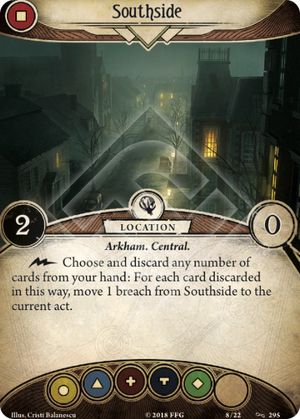 Southside
2
LOCATION
0
Arkham. Central.
Choose and discard any number of
cards from your hand: For each card discarded
in this way, move 1 breach from Southside to the
current act.
Illus. Cristi Balanescu
© 2018 FFG
8/22
295